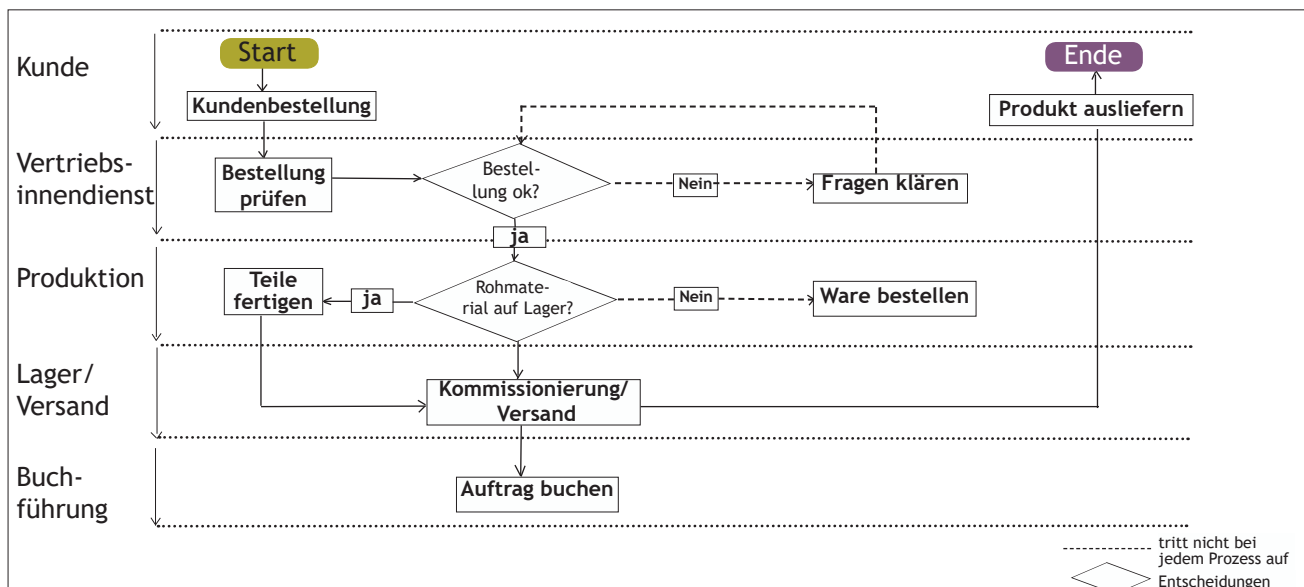 Kunde
Start
Ende
Kundenbestellung
Produkt ausliefern
Vertriebs-
innendienst
Bestellung
prüfen
Bestel-
lung ok?
Nein
Fragen klären
ja
Produktion
Teile
fertigen
ja
Rohmate-
rial auf Lager?
Nein
Ware bestellen
Lager/
Versand
Kommissionierung/
Versand
Buch-
führung
Auftrag buchen
tritt nicht bei
jedem Prozess auf
Entscheidungen